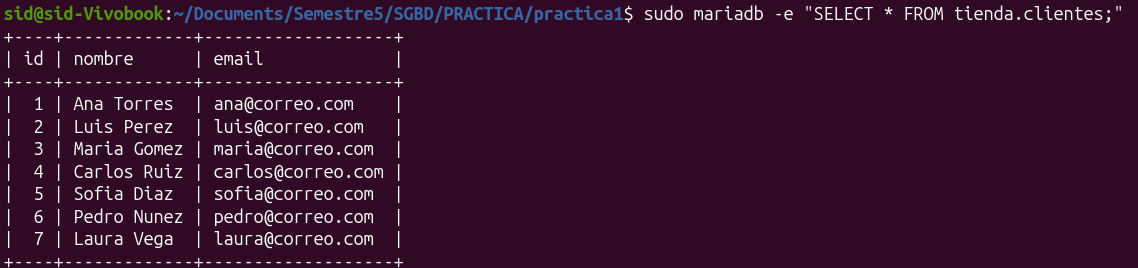 sid@sid-Vivobook:~/Documents/Semestre5/SGBD/PRACTICA/practica1$ sudo mariadb -e "SELECT * FROM tienda.clientes;"
+----+-------------+-------------------+
| id | nombre      | email             |
+----+-------------+-------------------+
|  1 | Ana Torres  | ana@correo.com    |
|  2 | Luis Perez  | luis@correo.com   |
|  3 | Maria Gomez | maria@correo.com  |
|  4 | Carlos Ruiz | carlos@correo.com |
|  5 | Sofia Diaz  | sofia@correo.com  |
|  6 | Pedro Nunez | pedro@correo.com  |
|  7 | Laura Vega  | laura@correo.com  |
+----+-------------+-------------------+